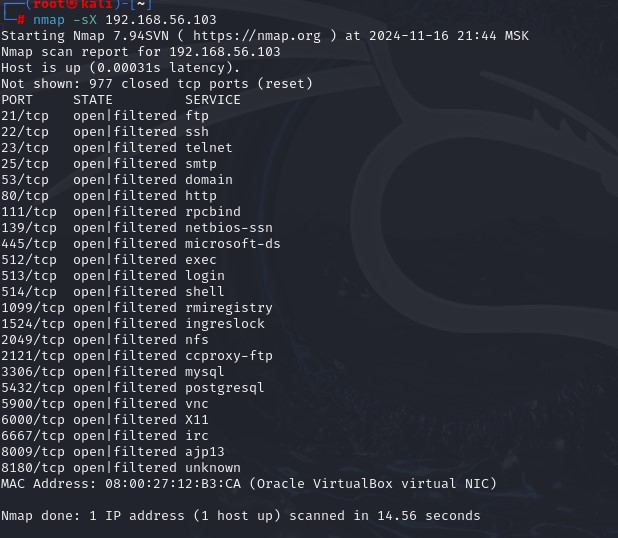 (root㉿kali)-[~]
# nmap -sX 192.168.56.103
Starting Nmap 7.94SVN ( https://nmap.org ) at 2024-11-16 21:44 MSK
Nmap scan report for 192.168.56.103
Host is up (0.00031s latency).
Not shown: 977 closed tcp ports (reset)
PORT     STATE         SERVICE
21/tcp   open|filtered ftp
22/tcp   open|filtered ssh
23/tcp   open|filtered telnet
25/tcp   open|filtered smtp
53/tcp   open|filtered domain
80/tcp   open|filtered http
111/tcp  open|filtered rpcbind
139/tcp  open|filtered netbios-ssn
445/tcp  open|filtered microsoft-ds
512/tcp  open|filtered exec
513/tcp  open|filtered login
514/tcp  open|filtered shell
1099/tcp open|filtered rmiregistry
1524/tcp open|filtered ingreslock
2049/tcp open|filtered nfs
2121/tcp open|filtered ccproxy-ftp
3306/tcp open|filtered mysql
5432/tcp open|filtered postgresql
5900/tcp open|filtered vnc
6000/tcp open|filtered X11
6667/tcp open|filtered irc
8009/tcp open|filtered ajp13
8180/tcp open|filtered unknown
MAC Address: 08:00:27:12:B3:CA (Oracle VirtualBox virtual NIC)
Nmap done: 1 IP address (1 host up) scanned in 14.56 seconds